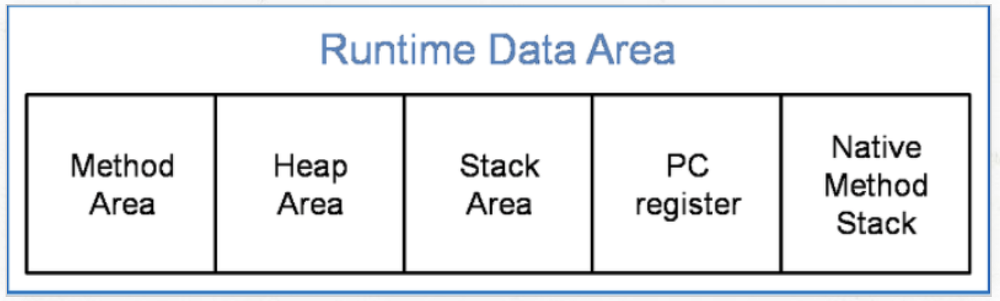 Runtime Data Area
Method
Area
Heap
Area
Stack
Area
PC
register
Native
Method
Stack